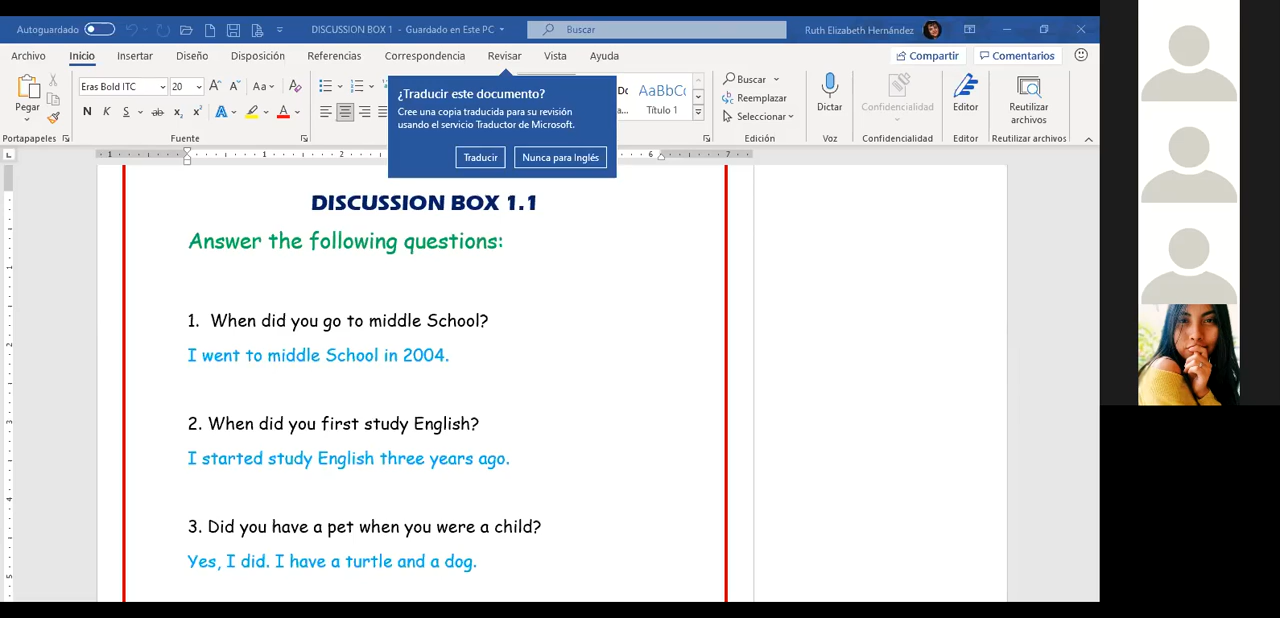 Autoguardado
DISCUSSION BOX 1.1 - Guardado en Este PC
Buscar
Ruth Elizabeth Hernández
Archivo Inicio Insertar Diseño Disposición Referencias Correspondencia Revisar Vista Ayuda
Compartir Comentarios
Pegar
Portapapeles
Eras Bold ITC 20
N K S ab
Fuente
¿Traducir este documento?
Cree una copia traducida para su revisión
usando el servicio Traductor de Microsoft.
Traducir Nunca para Inglés
AaBbCc
Título 1
Buscar
Reemplazar
Seleccionar
Edición
Dictar
Voz
Confidencialidad
Confidencialidad
Editor
Editor
Reutilizar
archivos
Reutilizar archivos
DISCUSSION BOX 1.1
Answer the following questions:
1. When did you go to middle School?
I went to middle School in 2004.
2. When did you first study English?
I started study English three years ago.
3. Did you have a pet when you were a child?
Yes, I did. I have a turtle and a dog.